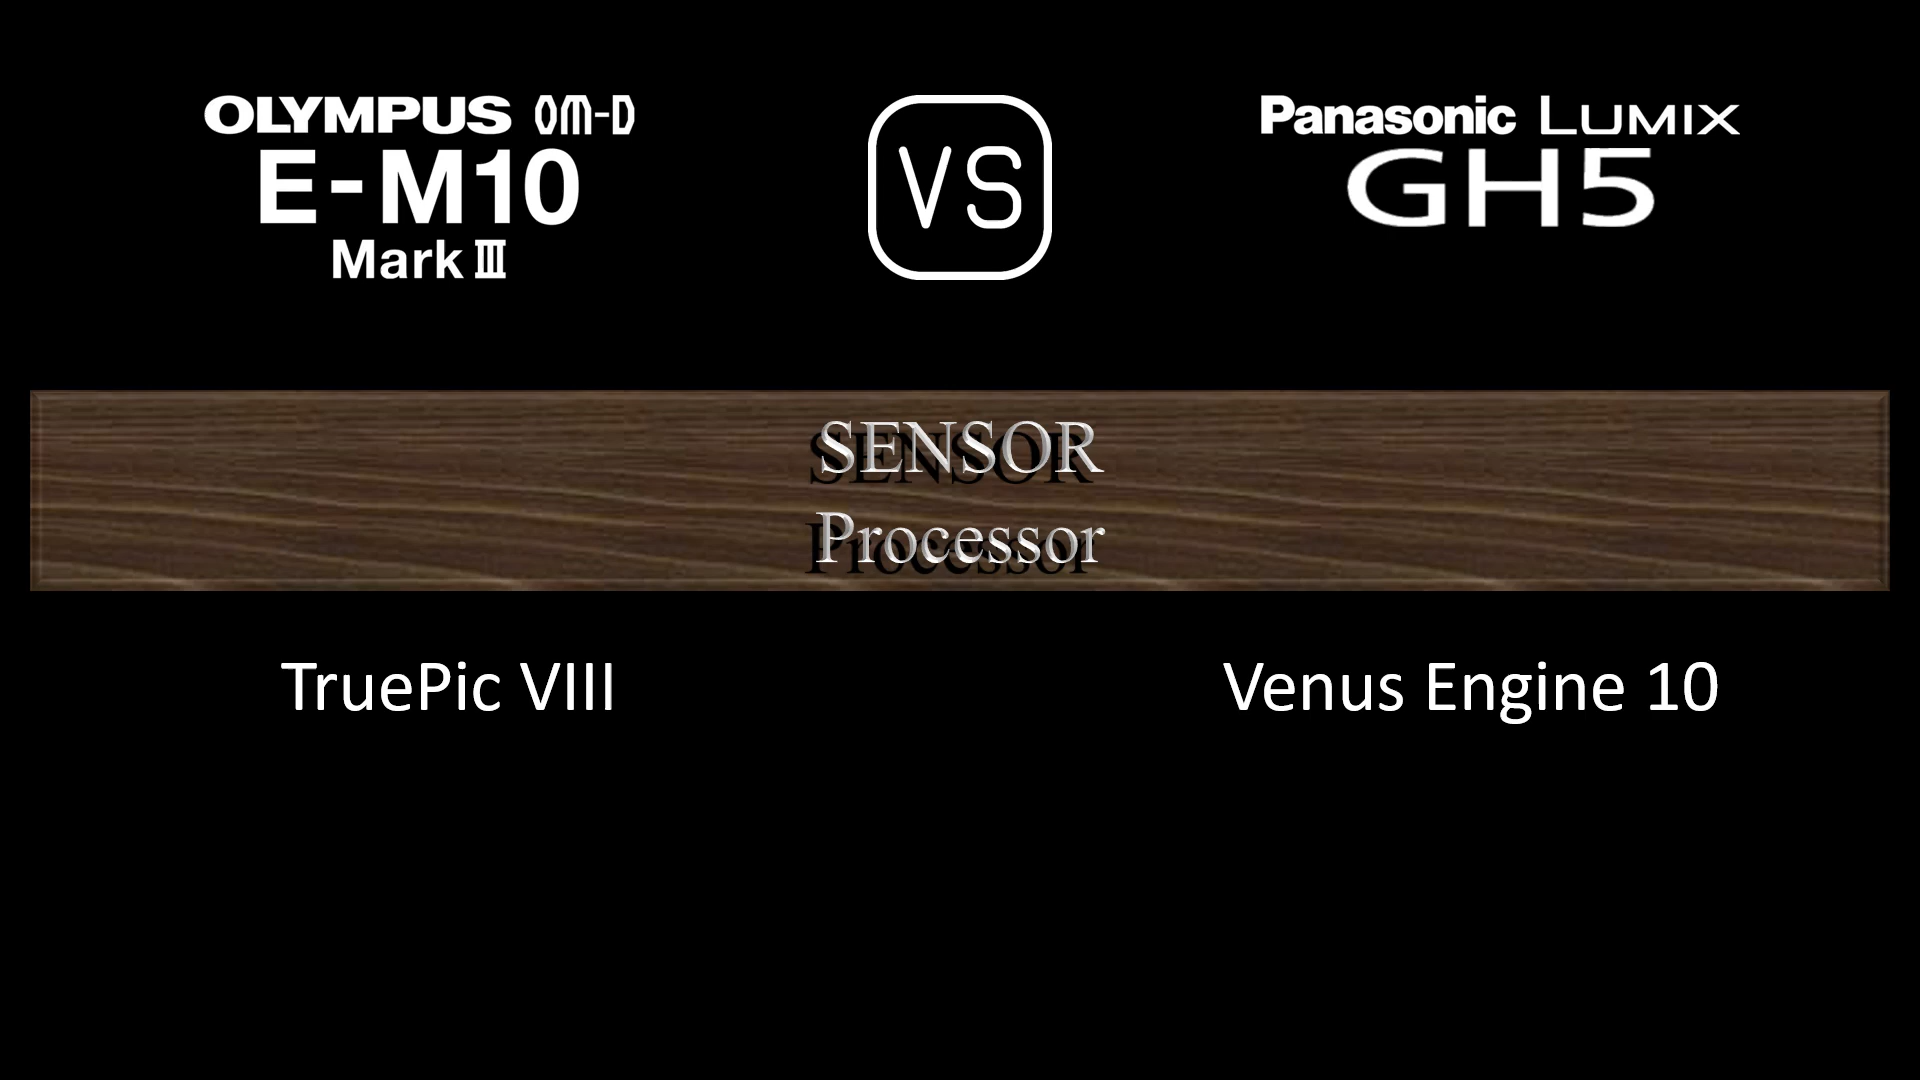 OLYMPUS OM-D
E-M10
Mark III
VS
Panasonic LUMIX
GH5
SENSOR
Processor
TruePic VIII
Venus Engine 10